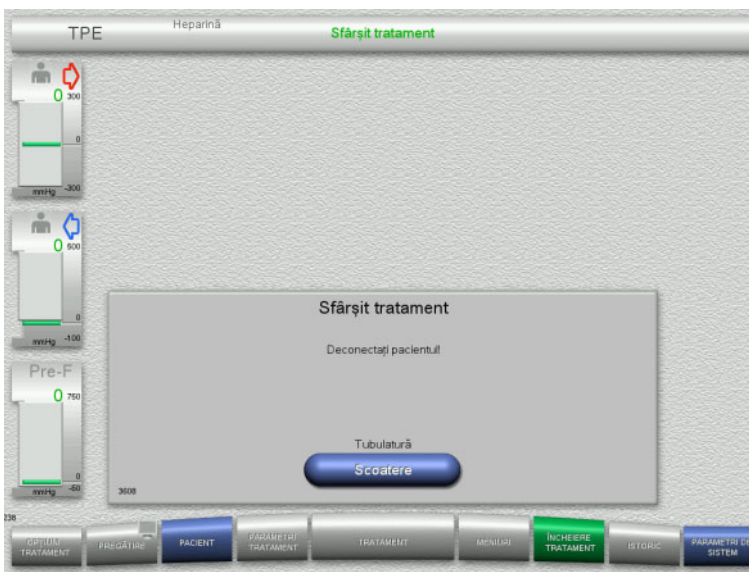 TPE
Heparină
Sfârșit tratament
0
300
0
mmHg -300
0
500
0
mmHg -100
Pre-F
0
750
0
mmHg -50
Sfârșit tratament
Deconectați pacientul!
Tubulatură
Scoatere
3608
238
OPȚIUNI TRATAMENT
PREGĂTIRE
PACIENT
PARAMETRI TRATAMENT
TRATAMENT
MENIURI
ÎNCHEIERE TRATAMENT
ISTORIC
PARAMETRI DE SISTEM